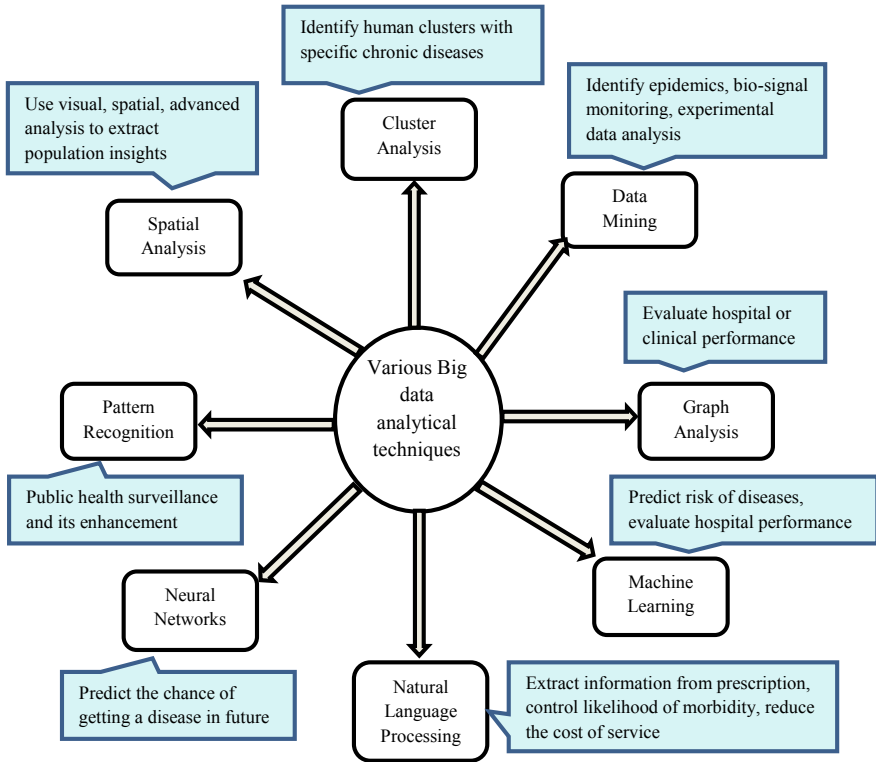 Identify human clusters with
specific chronic diseases
Cluster
Analysis
Identify epidemics, bio-signal
monitoring, experimental
data analysis
Data
Mining
Use visual, spatial, advanced
analysis to extract
population insights
Spatial
Analysis
Evaluate hospital or
clinical performance
Graph
Analysis
Various Big
data
analytical
techniques
Pattern
Recognition
Public health surveillance
and its enhancement
Predict risk of diseases,
evaluate hospital performance
Machine
Learning
Neural
Networks
Predict the chance of
getting a disease in future
Natural
Language
Processing
Extract information from prescription,
control likelihood of morbidity, reduce
the cost of service